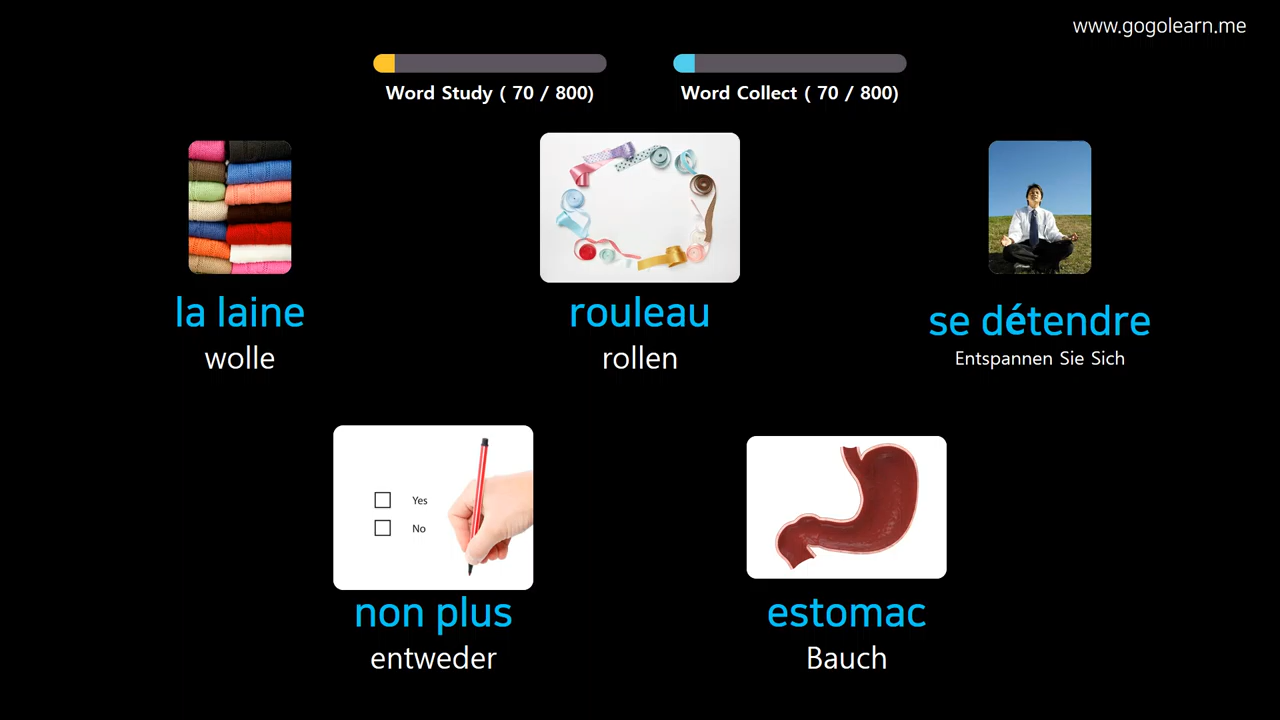 www.gogolearn.me
Word Study ( 70 / 800)
Word Collect ( 70 / 800)
la laine
wolle
rouleau
rollen
se détendre
Entspannen Sie Sich
Yes
No
non plus
entweder
estomac
Bauch